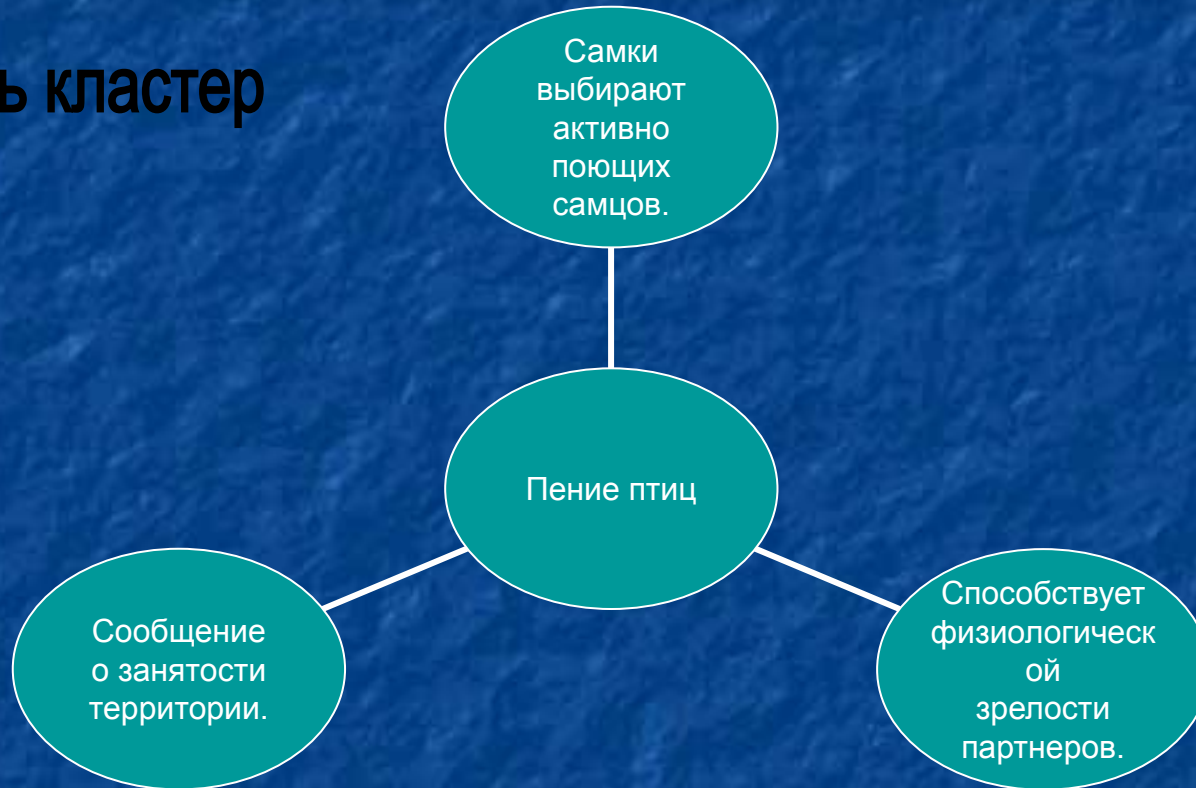 ь кластер
Самки
выбирают
активно
поющих
самцов.
Пение птиц
Сообщение
о занятости
территории.
Способствует
физиологическ
ой
зрелости
партнеров.